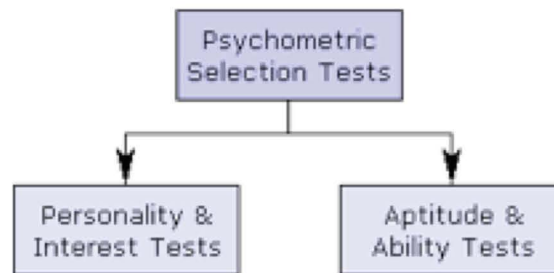 Psychometric
Selection Tests
Personality &
Interest Tests
Aptitude &
Ability Tests